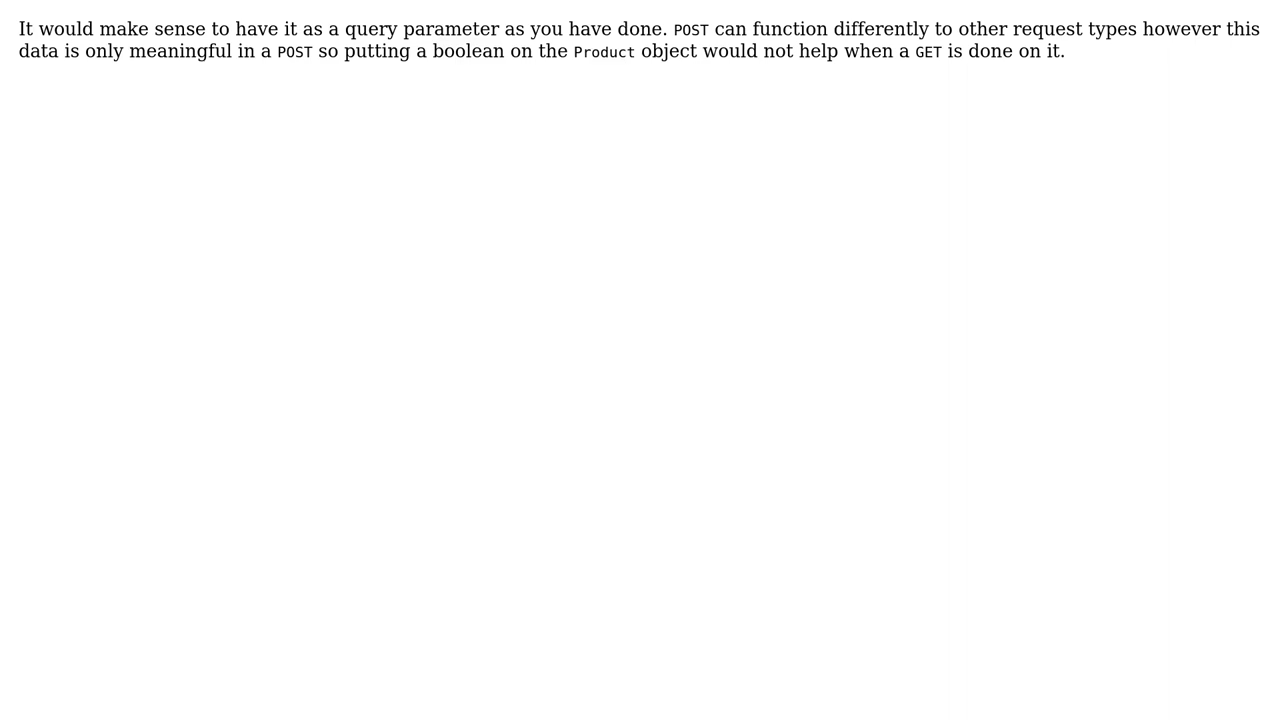 It would make sense to have it as a query parameter as you have done. POST can function differently to other request types however this
data is only meaningful in a POST so putting a boolean on the Product object would not help when a GET is done on it.